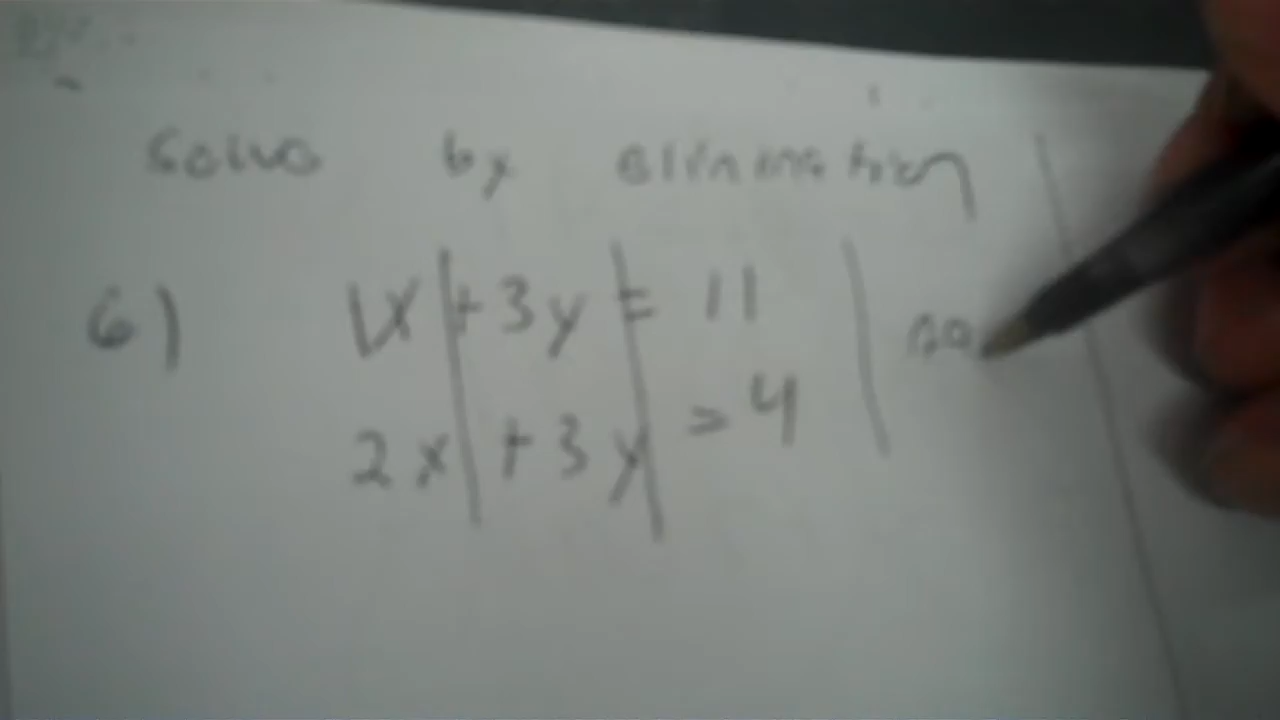 Solve by elimination
6) 1x + 3y = 11
2x + 3y = 4